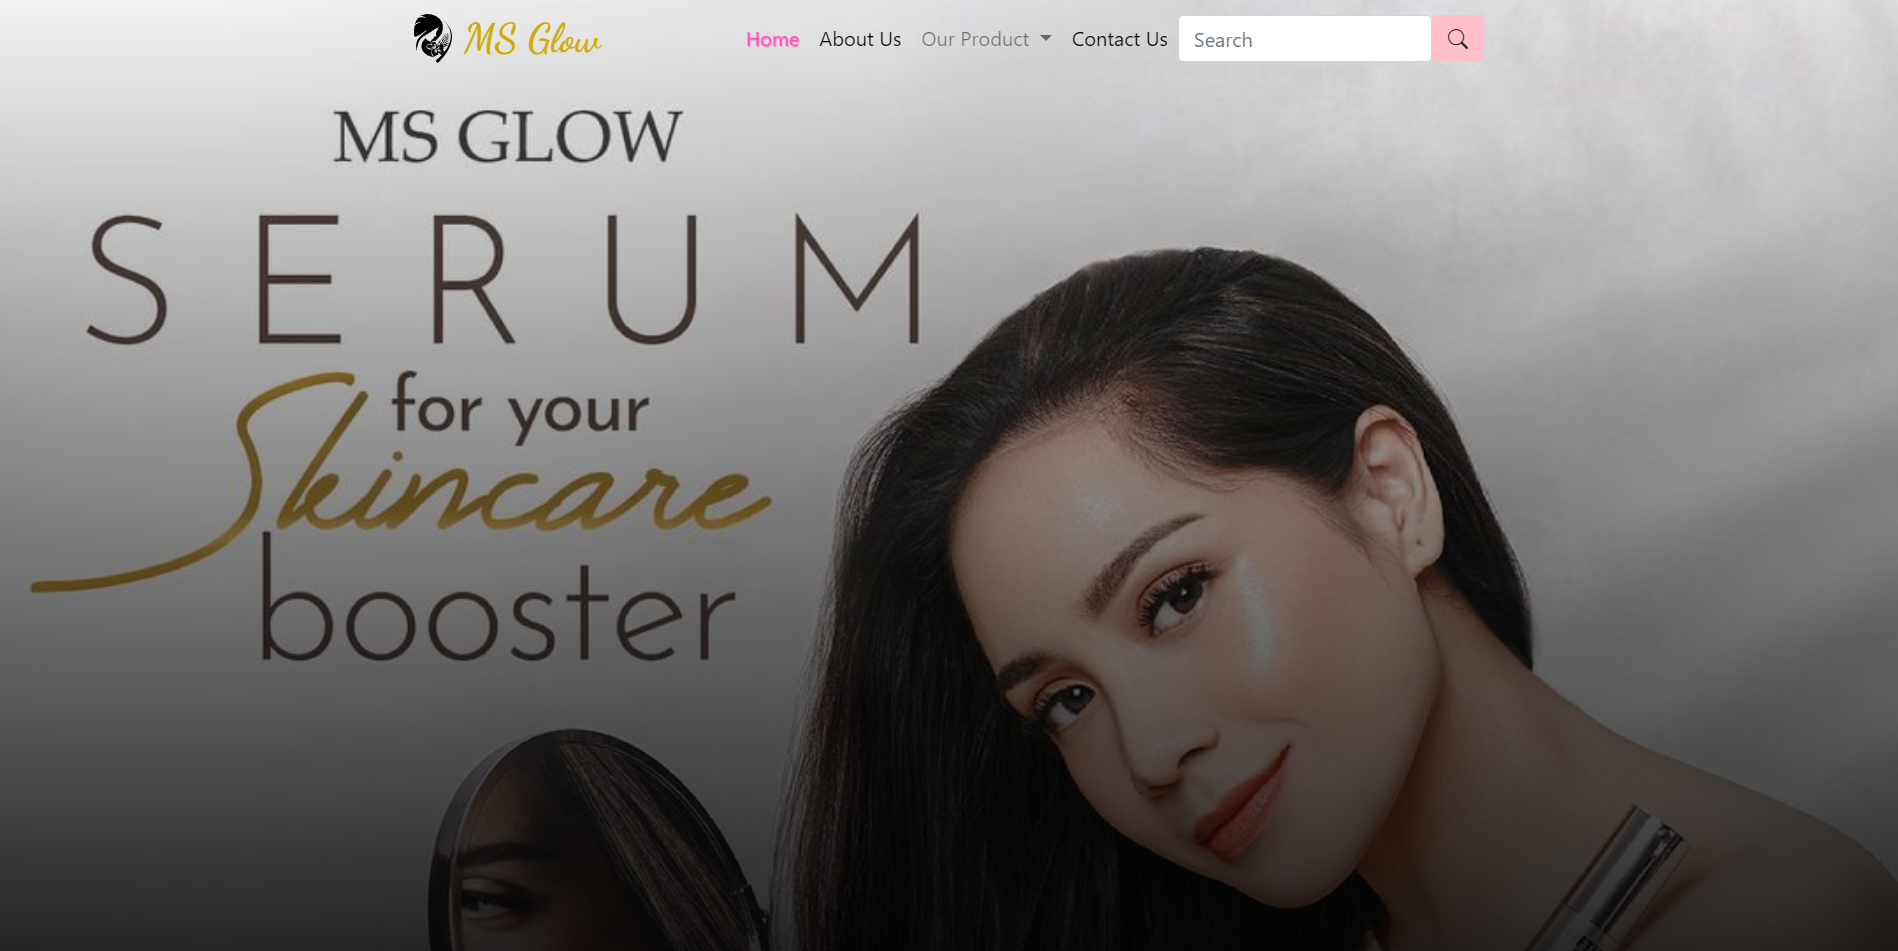 MS Glow
Home About Us Our Product Contact Us Search
MS GLOW
SERUM
for your
Skincare
booster